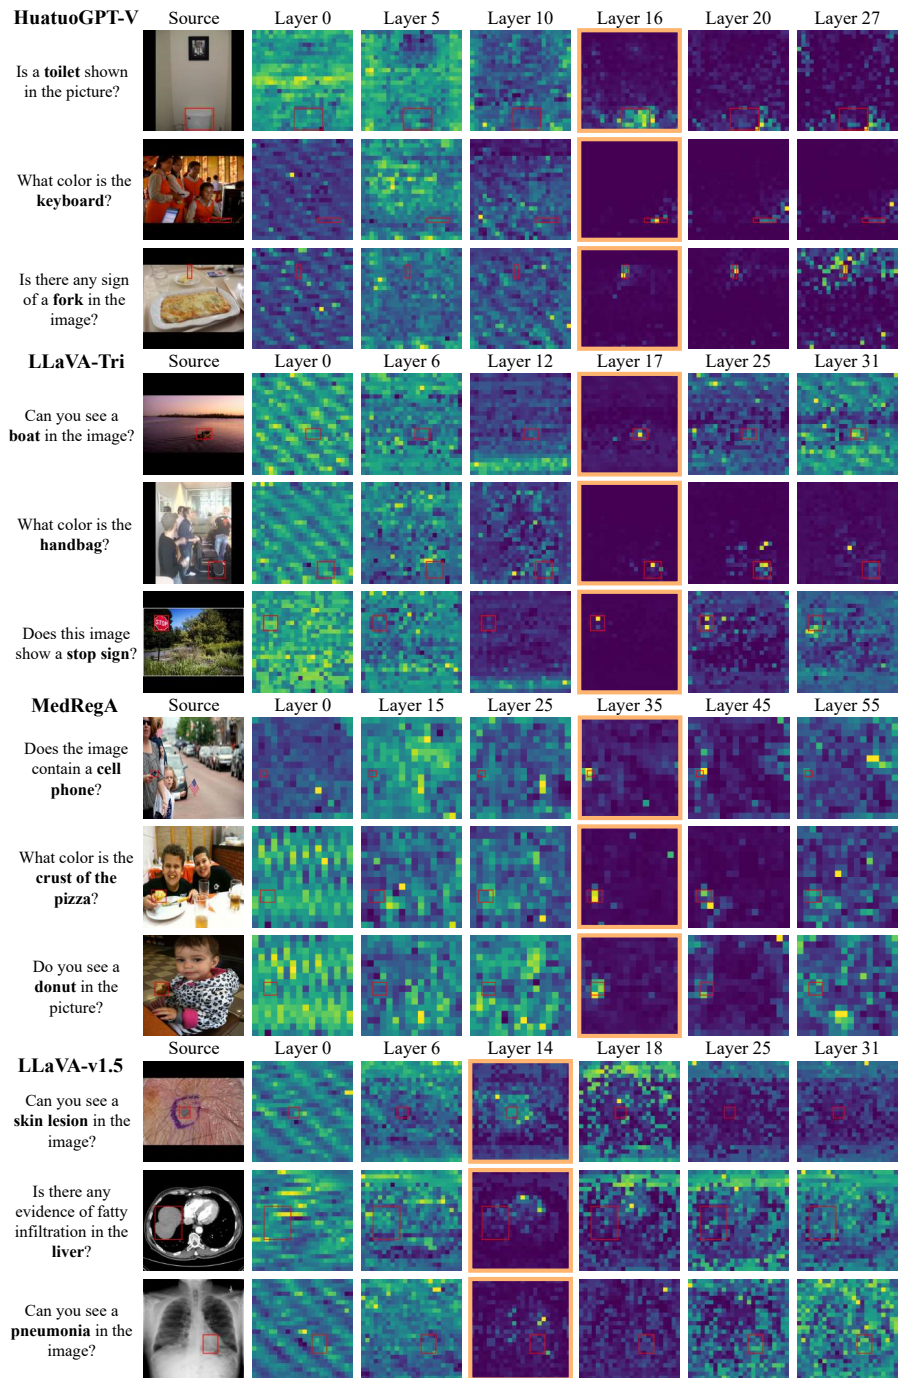 HuatuoGPT-V Source Layer 0 Layer 5 Layer 10 Layer 16 Layer 20 Layer 27
Is a toilet shown
in the picture?
What color is the
keyboard?
Is there any sign
of a fork in the
image?
LLaVA-Tri Source Layer 0 Layer 6 Layer 12 Layer 17 Layer 25 Layer 31
Can you see a
boat in the image?
What color is the
handbag?
Does this image
show a stop sign?
STOP
MedRegA Source Layer 0 Layer 15 Layer 25 Layer 35 Layer 45 Layer 55
Does the image
contain a cell
phone?
What color is the
crust of the
pizza?
Do you see a
donut in the
picture?
LLaVA-v1.5 Source Layer 0 Layer 6 Layer 14 Layer 18 Layer 25 Layer 31
Can you see a
skin lesion in the
image?
Is there any
evidence of fatty
infiltration in the
liver?
Can you see a
pneumonia in the
image?